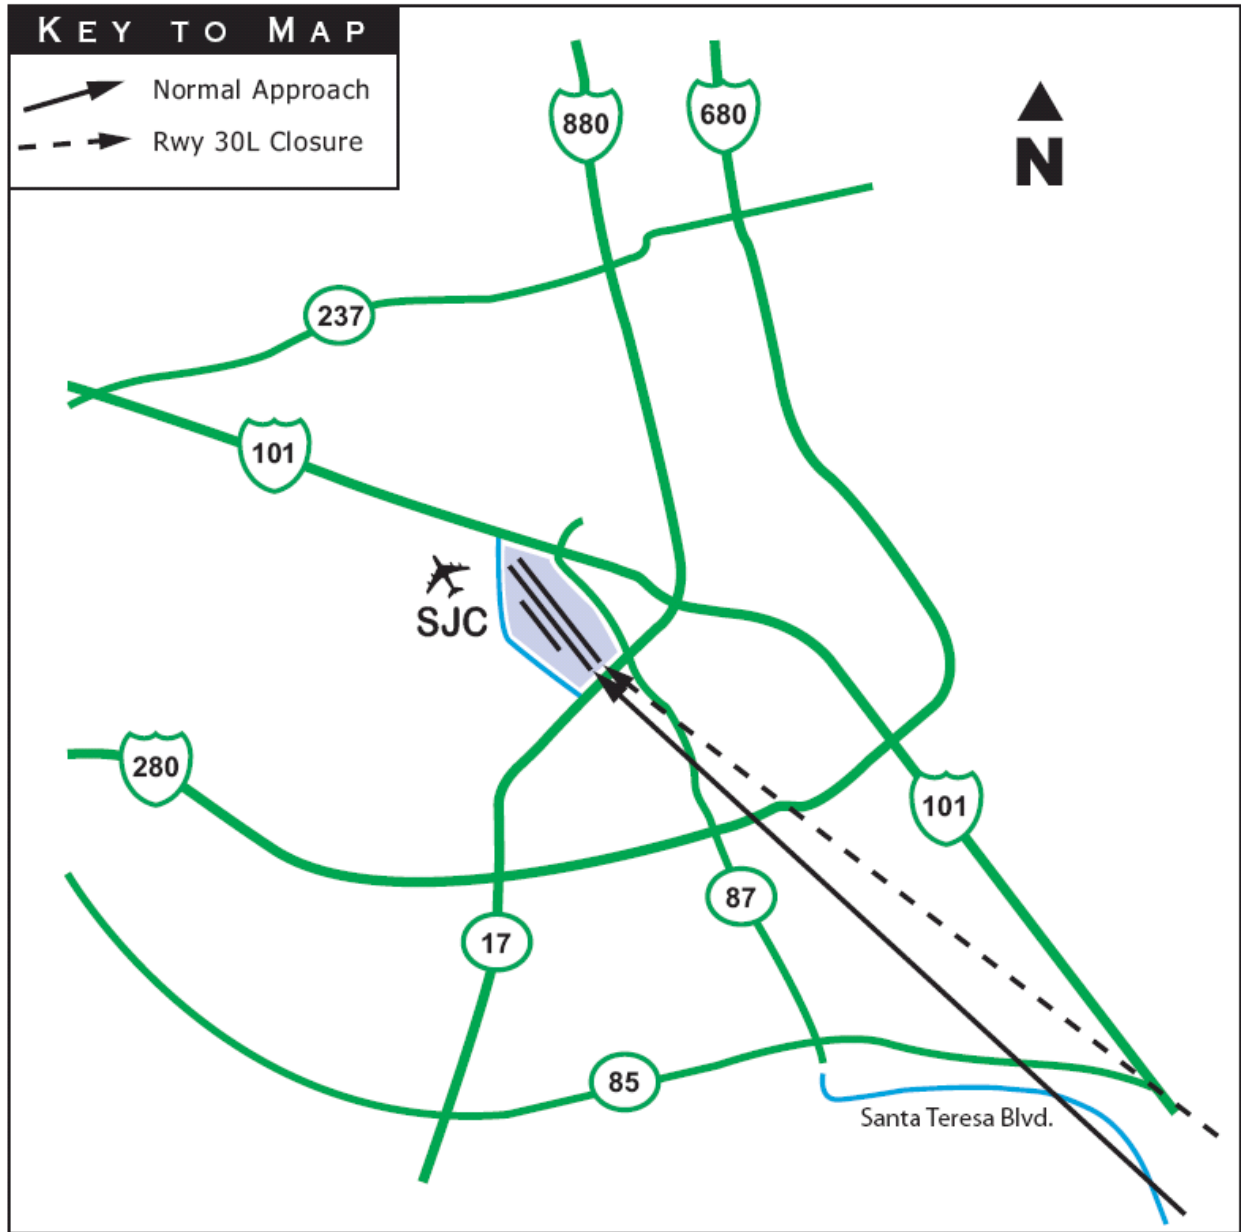 KEY TO MAP
Normal Approach
Rwy 30L Closure
880
680
N
237
101
SJC
280
101
87
17
85
Santa Teresa Blvd.